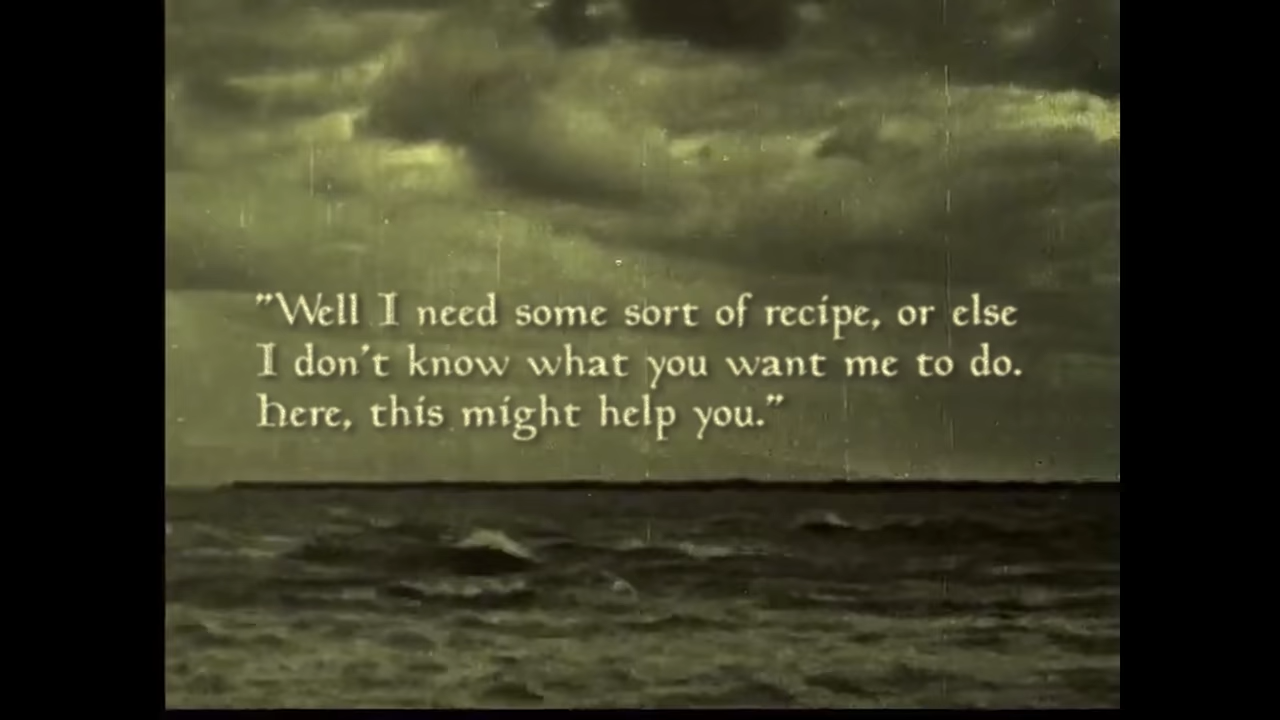 "Well I need some sort of recipe, or else
I don't know what you want me to do.
Here, this might help you."